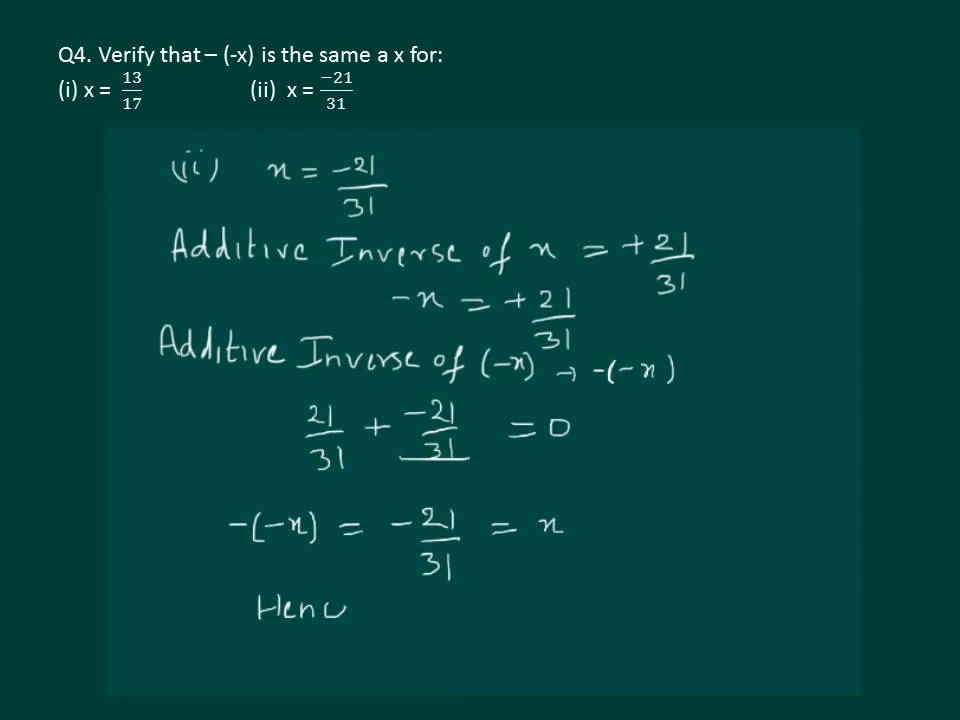 Q4. Verify that – (-x) is the same a x for:
(i) x = 13/17 (ii) x = −21/31
(ii) x = −21/31
Additive Inverse of x = +21/31
-x = +21/31
Additive Inverse of (-x) → -(-x)
21/31 + −21/31 = 0
-(-x) = -21/31 = x
Henc